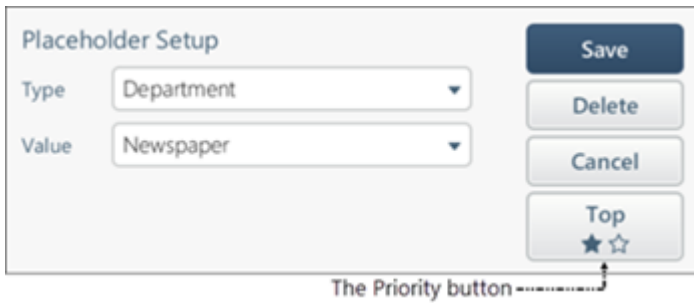 Placeholder Setup
Type
Department
Value
Newspaper
Save
Delete
Cancel
Top
The Priority button